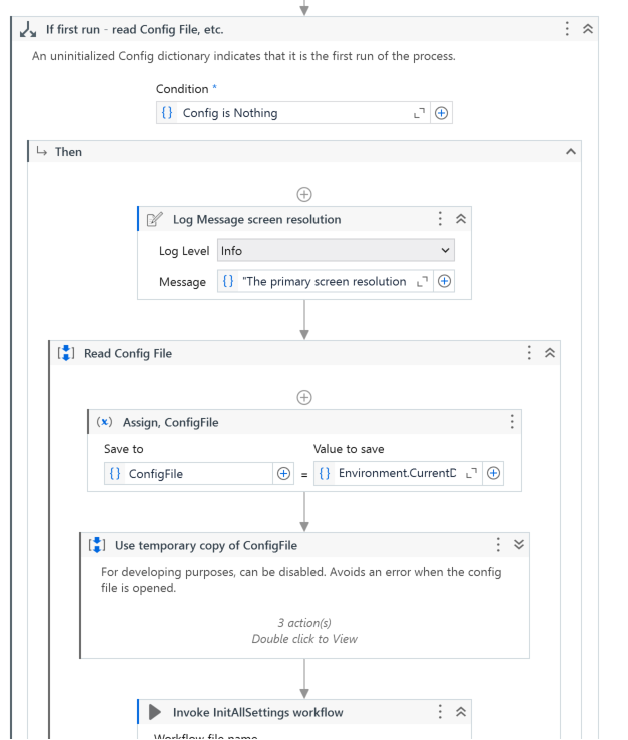 If first run - read Config File, etc.
An uninitialized Config dictionary indicates that it is the first run of the process.
Condition *
{} Config is Nothing
Then
Log Message screen resolution
Log Level Info
Message {} "The primary screen resolution
Read Config File
(x) Assign, ConfigFile
Save to Value to save
{} ConfigFile = {} Environment.CurrentD
Use temporary copy of ConfigFile
For developing purposes, can be disabled. Avoids an error when the config
file is opened.
3 action(s)
Double click to View
Invoke InitAllSettings workflow
Workflow file name